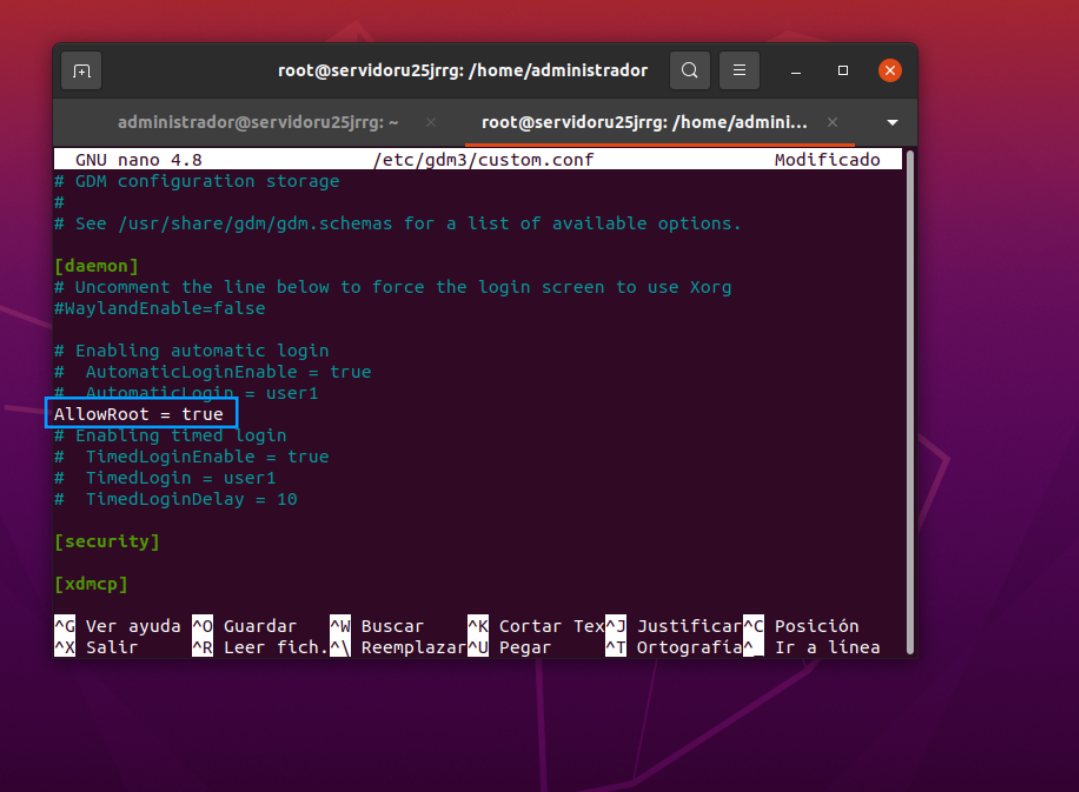 root@servidoru25jrrg: /home/administrador
administrador@servidoru25jrrg: ~ × root@servidoru25jrrg: /home/admini... ×
GNU nano 4.8 /etc/gdm3/custom.conf Modificado
# GDM configuration storage
#
# See /usr/share/gdm/gdm.schemas for a list of available options.
[daemon]
# Uncomment the line below to force the login screen to use Xorg
#WaylandEnable=false
# Enabling automatic login
#  AutomaticLoginEnable = true
#  AutomaticLogin = user1
AllowRoot = true
# Enabling timed login
#  TimedLoginEnable = true
#  TimedLogin = user1
#  TimedLoginDelay = 10
[security]
[xdmcp]
^G Ver ayuda ^O Guardar ^W Buscar ^K Cortar Tex^J Justificar^C Posición
^X Salir ^R Leer fich.^\ Reemplazar^U Pegar ^T Ortografía^_ Ir a línea